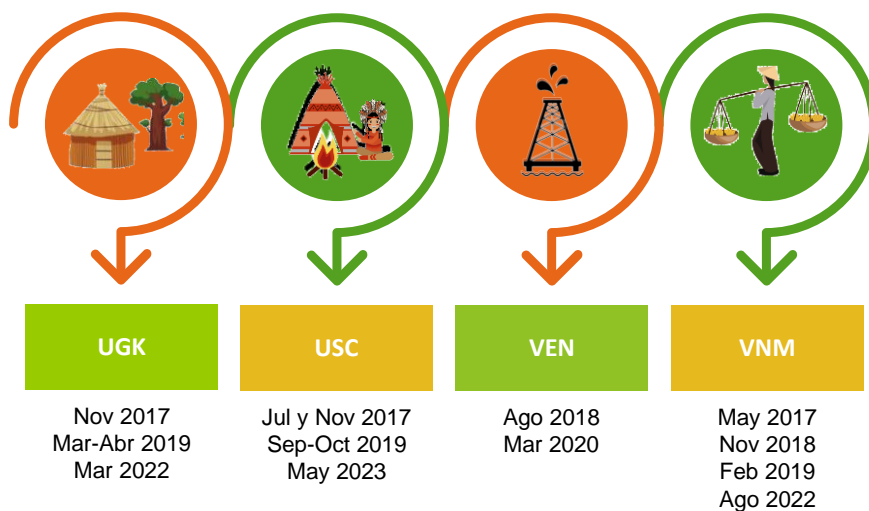 UGK
Nov 2017
Mar-Abr 2019
Mar 2022
USC
Jul y Nov 2017
Sep-Oct 2019
May 2023
VEN
Ago 2018
Mar 2020
VNM
May 2017
Nov 2018
Feb 2019
Ago 2022